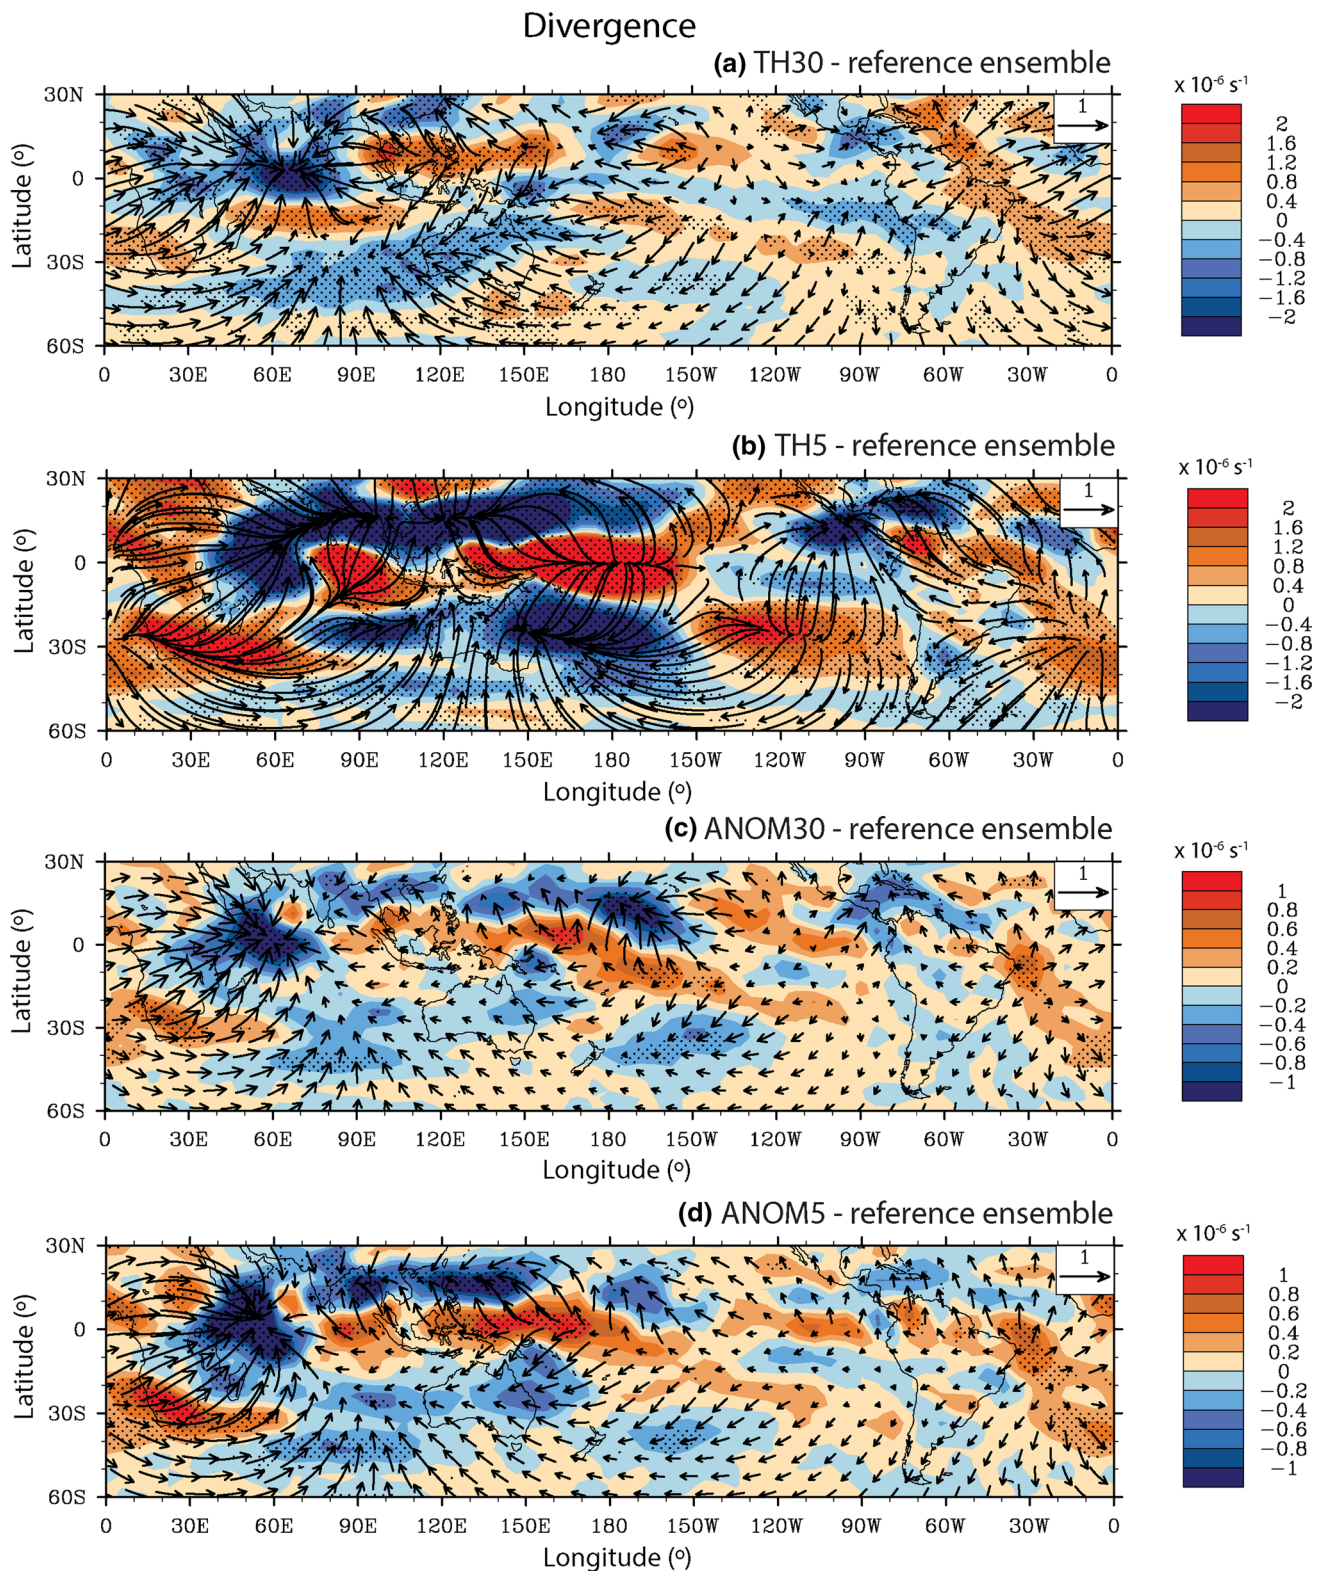 Divergence
(a) TH30 - reference ensemble
x 10⁻⁶ s⁻¹
30N
0
30S
60S
Latitude (º)
1
2
1.6
1.2
0.8
0.4
0
−0.4
−0.8
−1.2
−1.6
−2
0 30E 60E 90E 120E 150E 180 150W 120W 90W 60W 30W 0
Longitude (º)
(b) TH5 - reference ensemble
x 10⁻⁶ s⁻¹
30N
0
30S
60S
Latitude (º)
1
2
1.6
1.2
0.8
0.4
0
−0.4
−0.8
−1.2
−1.6
−2
0 30E 60E 90E 120E 150E 180 150W 120W 90W 60W 30W 0
Longitude (º)
(c) ANOM30 - reference ensemble
x 10⁻⁶ s⁻¹
30N
0
30S
60S
Latitude (º)
1
1
0.8
0.6
0.4
0.2
0
−0.2
−0.4
−0.6
−0.8
−1
0 30E 60E 90E 120E 150E 180 150W 120W 90W 60W 30W 0
Longitude (º)
(d) ANOM5 - reference ensemble
x 10⁻⁶ s⁻¹
30N
0
30S
60S
Latitude (º)
1
1
0.8
0.6
0.4
0.2
0
−0.2
−0.4
−0.6
−0.8
−1
0 30E 60E 90E 120E 150E 180 150W 120W 90W 60W 30W 0
Longitude (º)